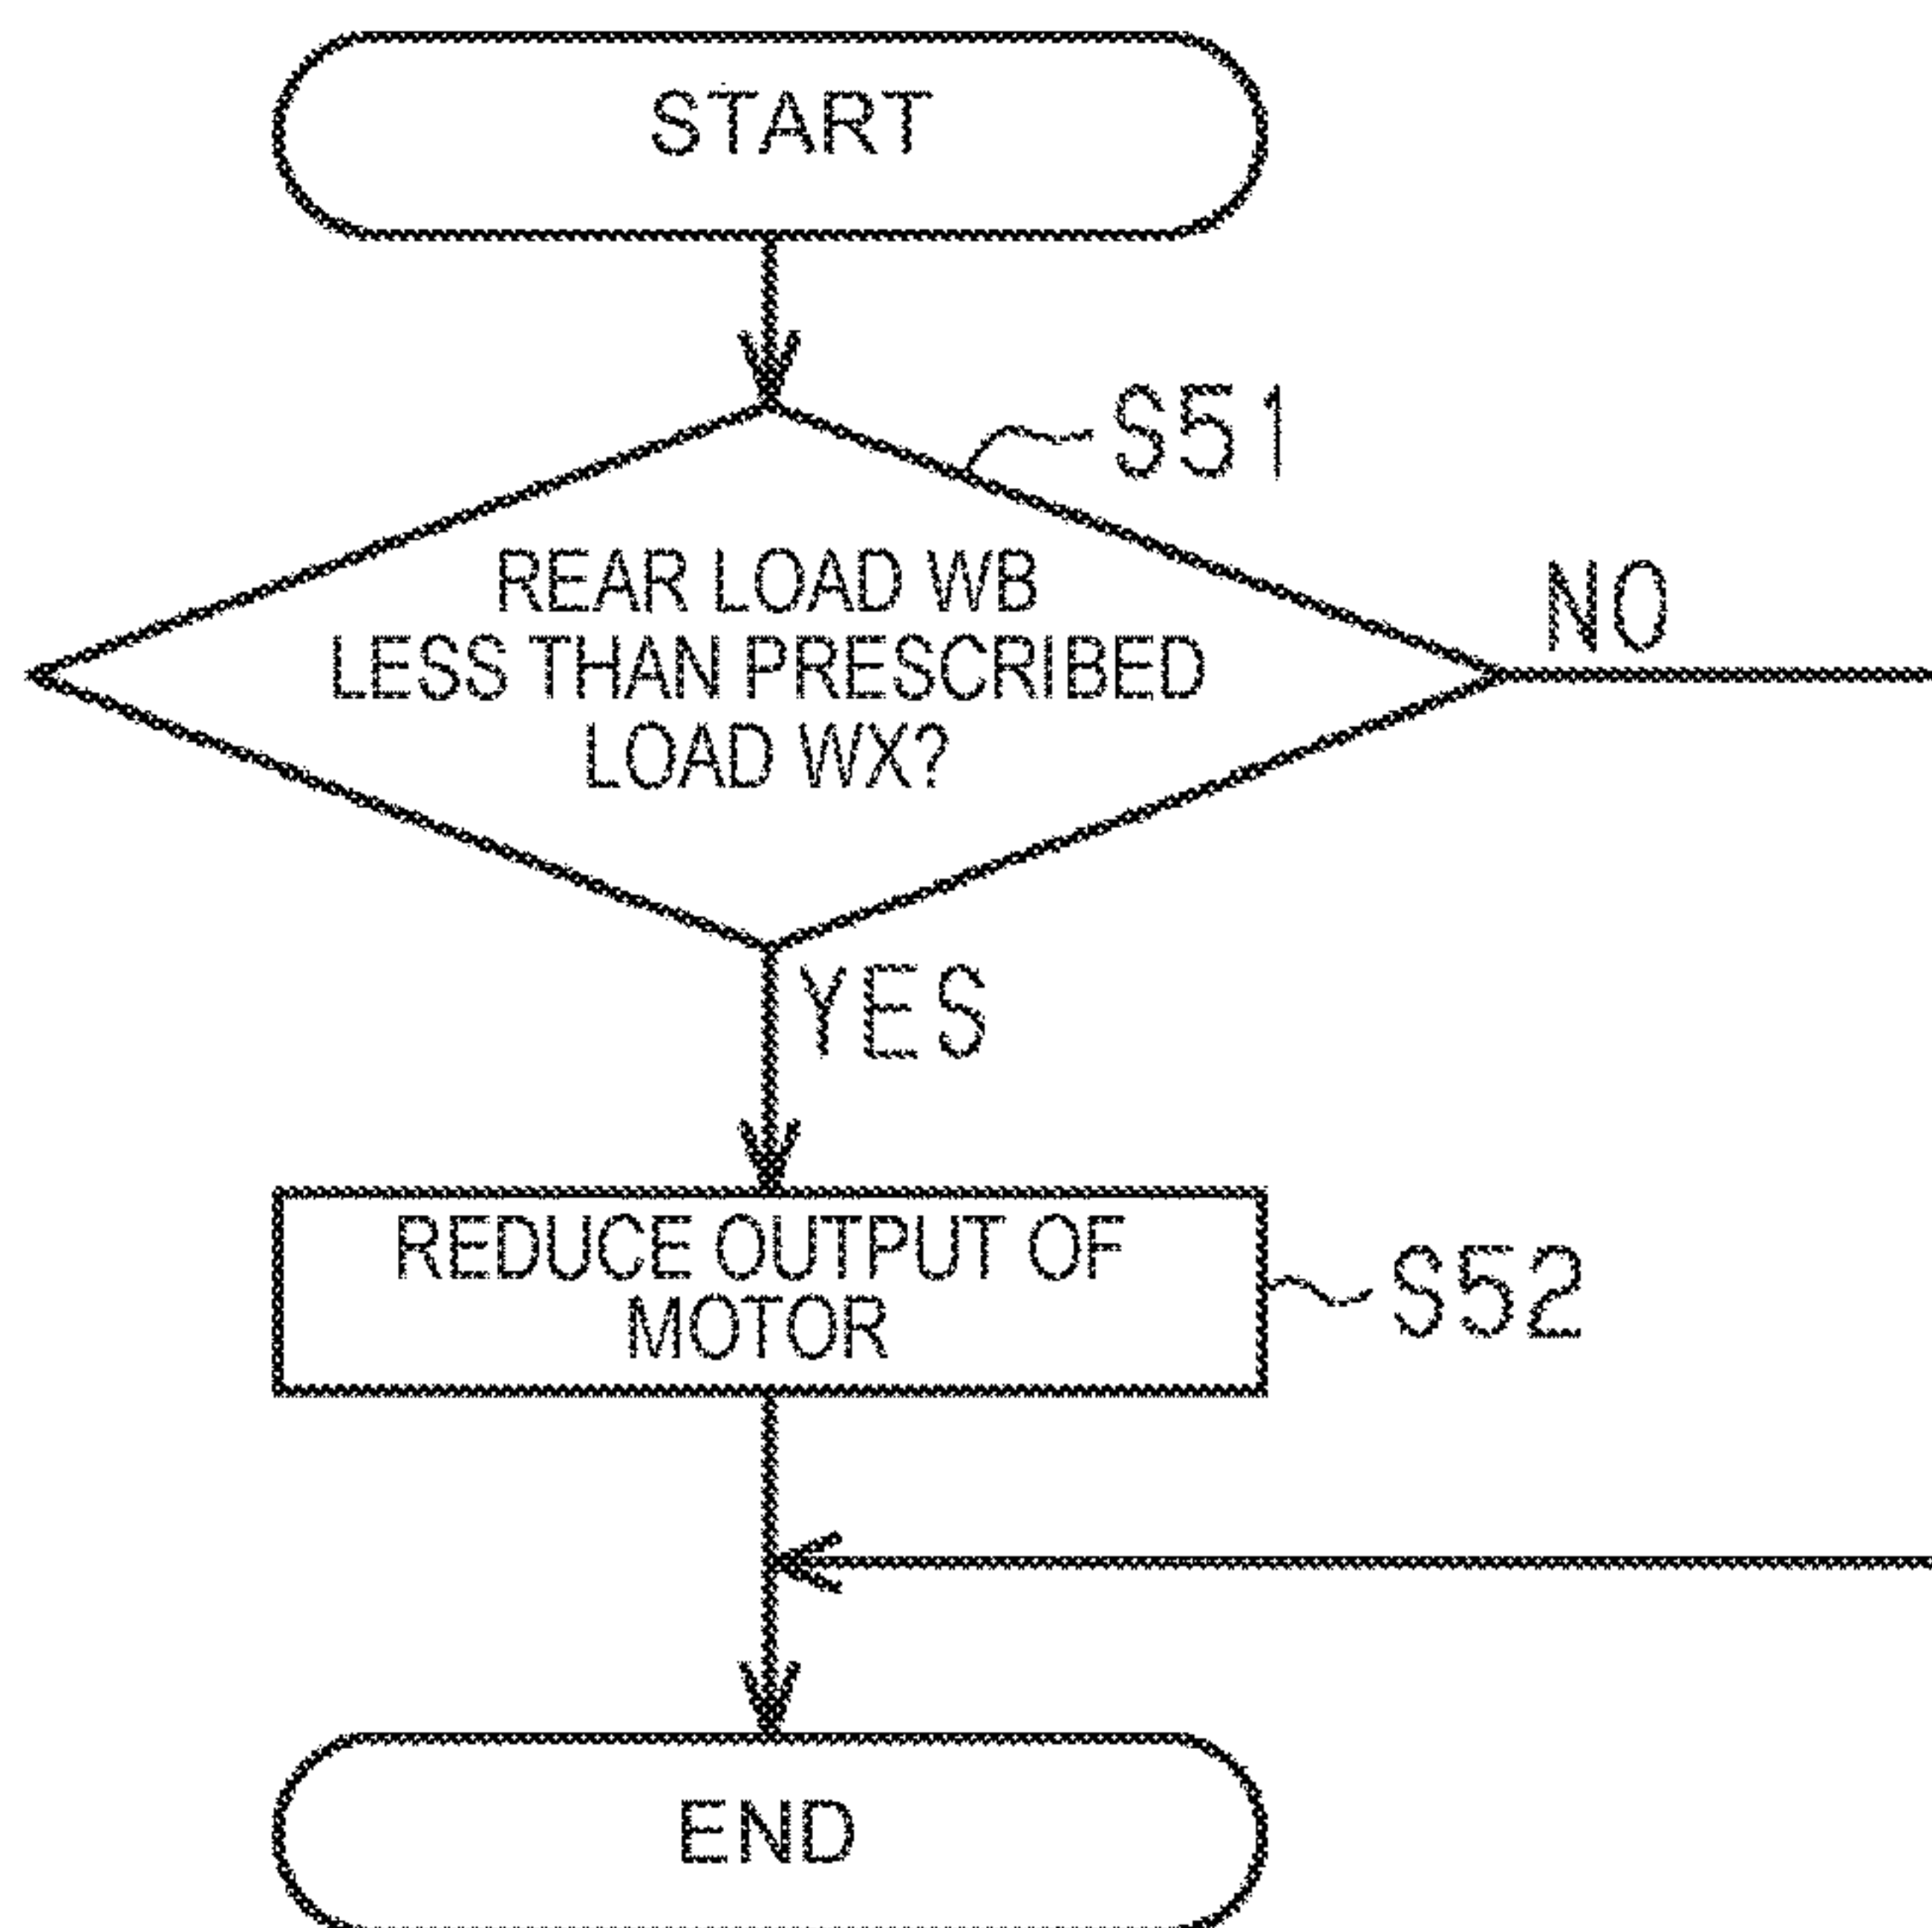 START
S51
REAR LOAD WB
LESS THAN PRESCRIBED
LOAD WX?
NO
YES
REDUCE OUTPUT OF
MOTOR
S52
END